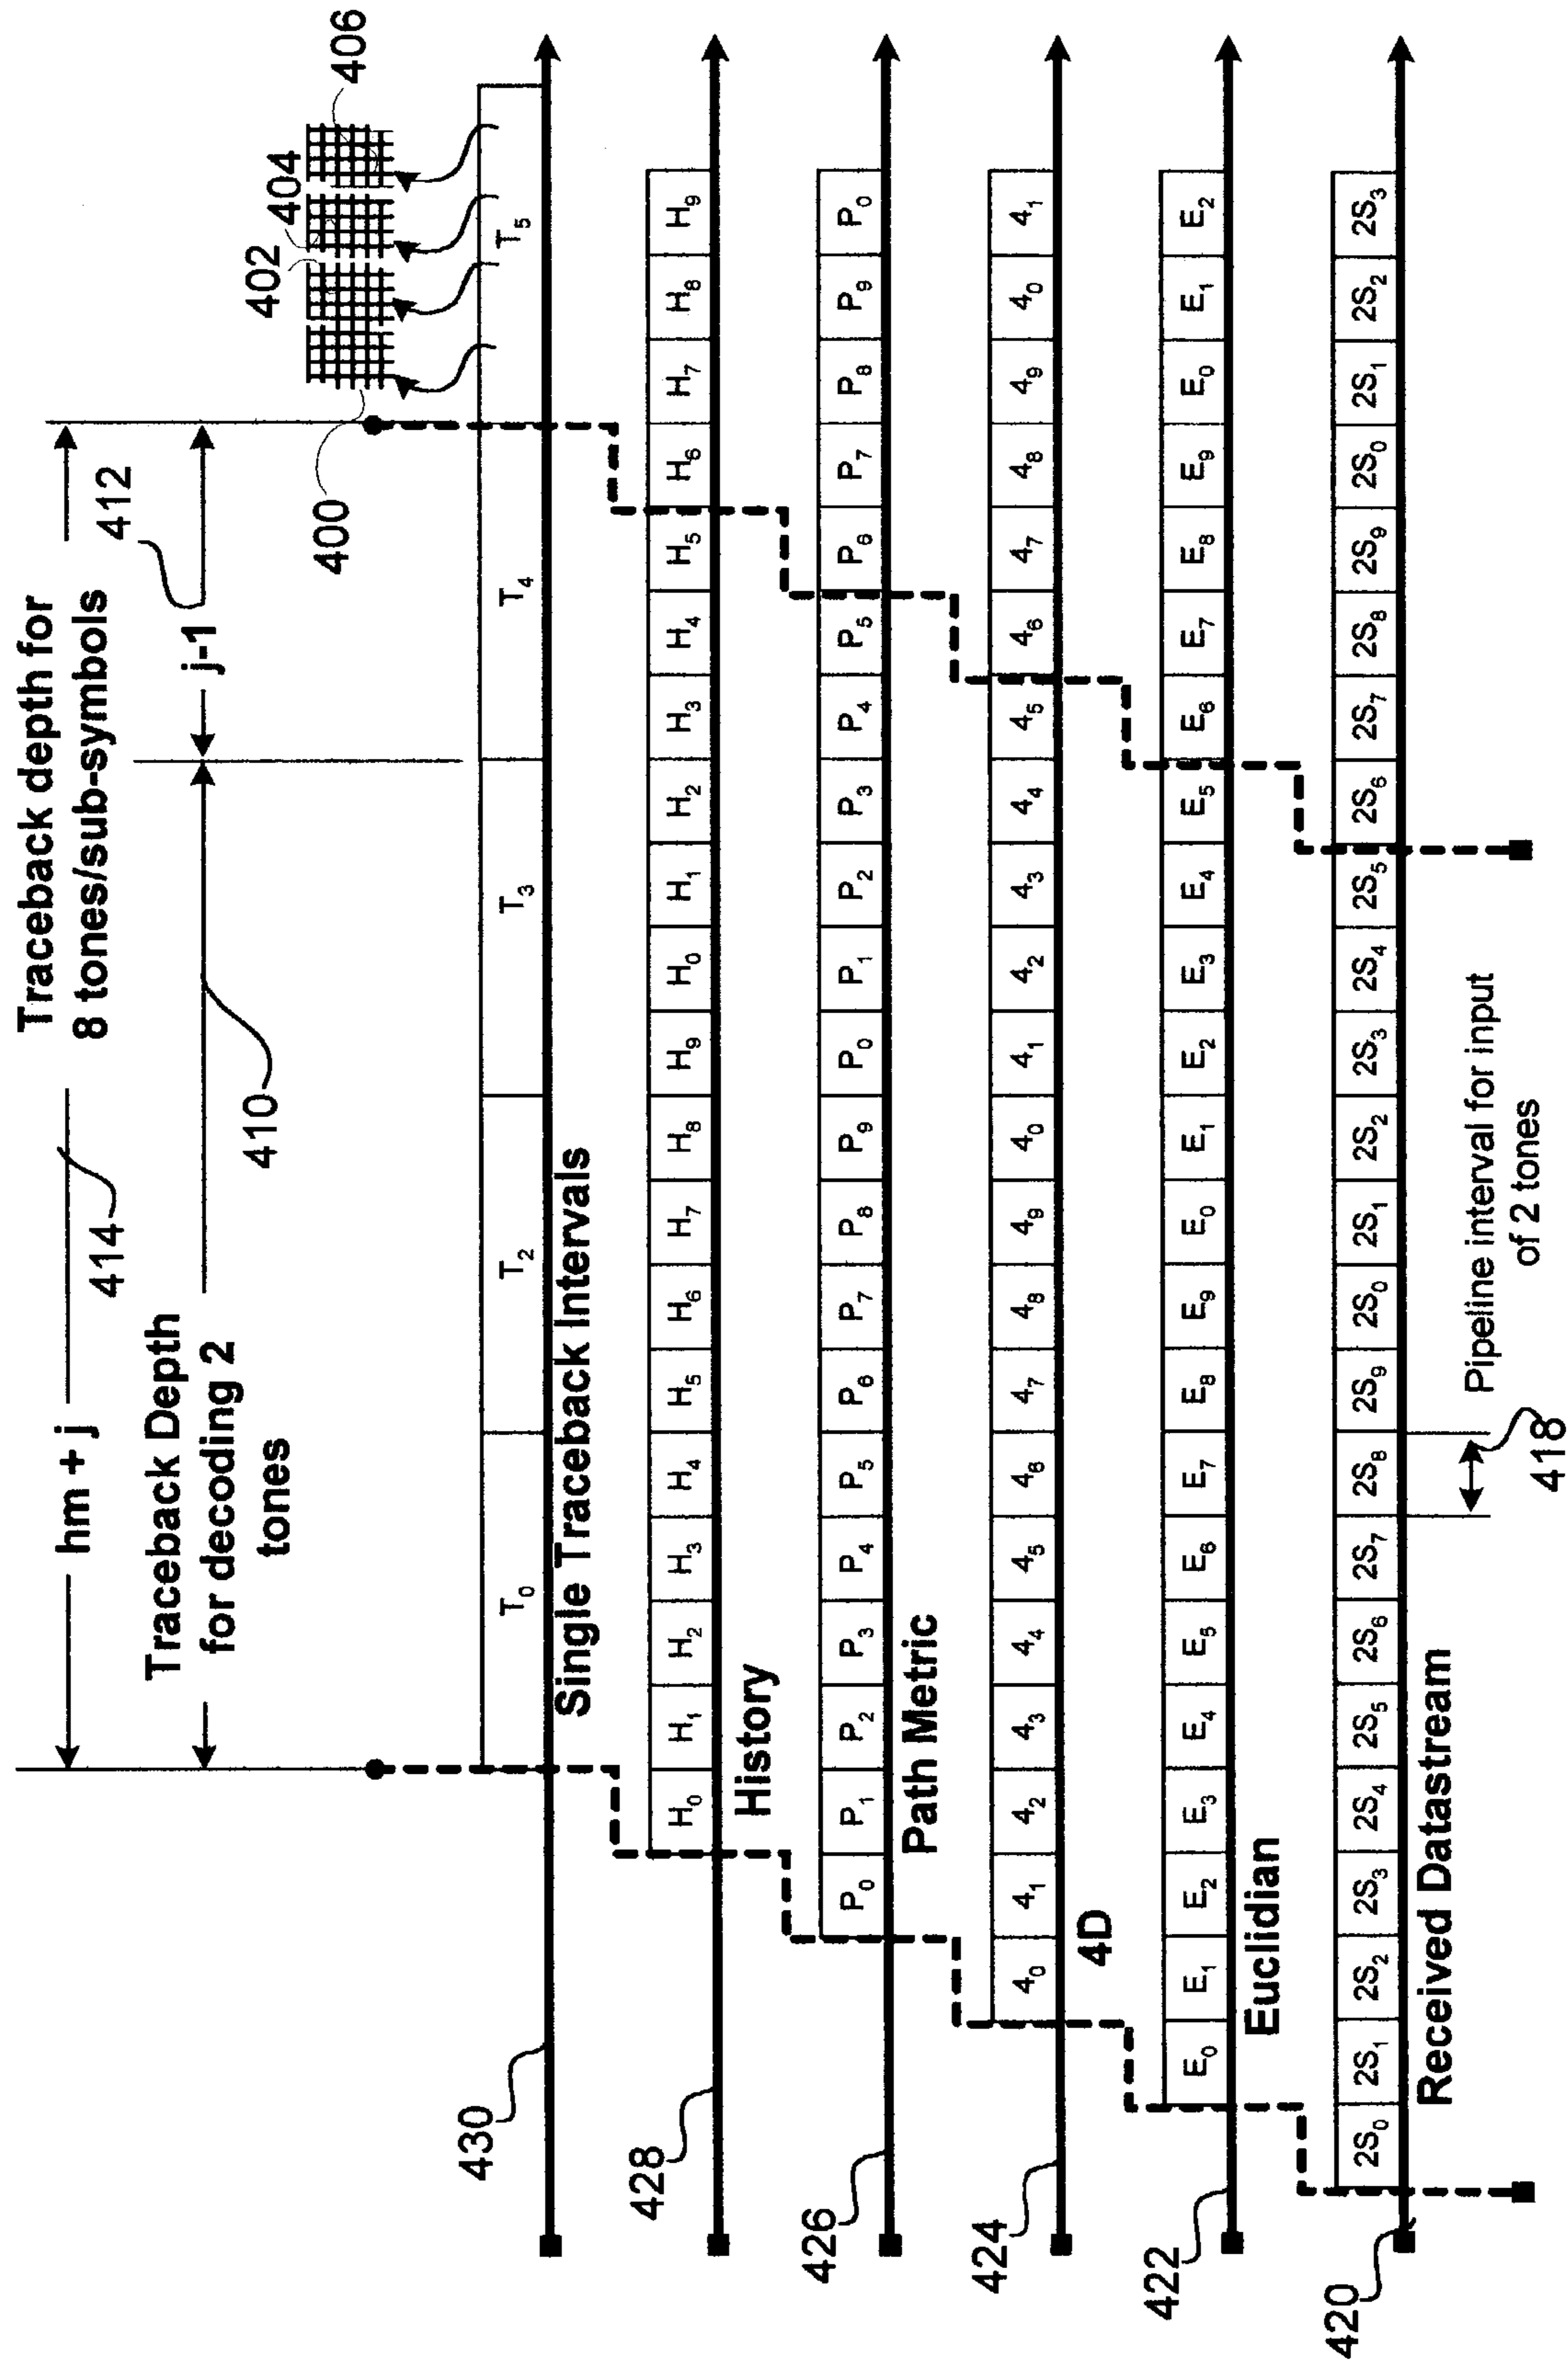 Traceback depth for
8 tones/sub-symbols
hm + j
414
412
Traceback Depth
for decoding 2
tones
j-1
410
402
404
406
400
T₀ T₂ T₃ T₄ T₅
430
Single Traceback Intervals
H₀ H₁ H₂ H₃ H₄ H₅ H₆ H₇ H₈ H₉ H₀ H₁ H₂ H₃ H₄ H₅ H₆ H₇ H₈ H₉
428
History
P₀ P₁ P₂ P₃ P₄ P₅ P₆ P₇ P₈ P₉ P₀ P₁ P₂ P₃ P₄ P₅ P₆ P₇ P₈ P₉ P₀
426
Path Metric
4₀ 4₁ 4₂ 4₃ 4₄ 4₅ 4₆ 4₇ 4₈ 4₉ 4₀ 4₁ 4₂ 4₃ 4₄ 4₅ 4₆ 4₇ 4₈ 4₉ 4₀ 4₁
424
4D
E₀ E₁ E₂ E₃ E₄ E₅ E₆ E₇ E₈ E₉ E₀ E₁ E₂ E₃ E₄ E₅ E₆ E₇ E₈ E₉ E₀ E₁ E₂
422
Euclidian
2S₀ 2S₁ 2S₂ 2S₃ 2S₄ 2S₅ 2S₆ 2S₇ 2S₈ 2S₉ 2S₀ 2S₁ 2S₂ 2S₃ 2S₄ 2S₅ 2S₆ 2S₇ 2S₈ 2S₉ 2S₀ 2S₁ 2S₂ 2S₃
420
Received Datastream
Pipeline interval for input
of 2 tones
418